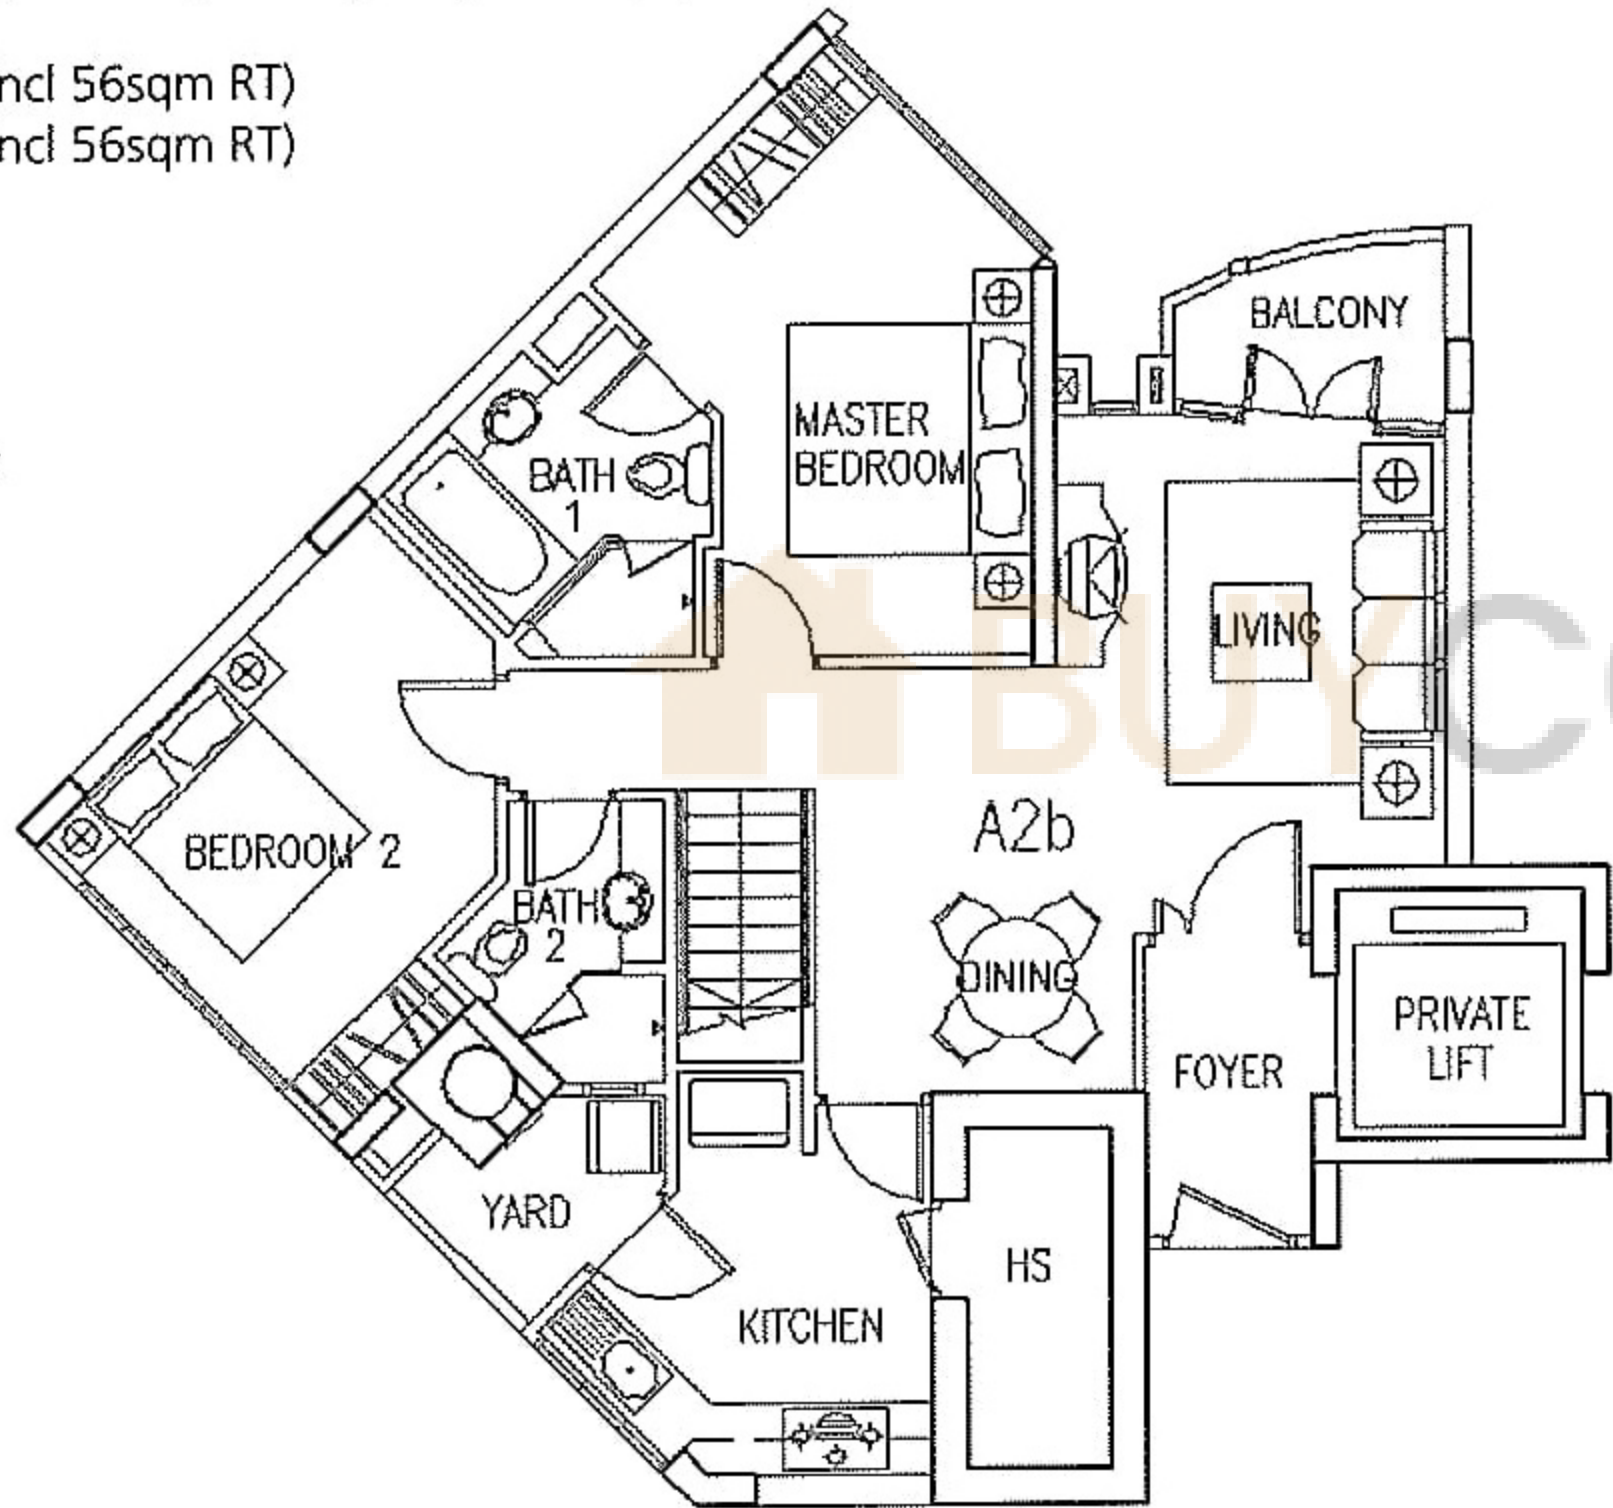 ncl 56sqm RT)
ncl 56sqm RT)
BALCONY
MASTER
BEDROOM
BATH
1
LIVING
BUYC
A2b
BEDROOM 2
BATH
2
DINING
PRIVATE
LIFT
FOYER
YARD
HS
KITCHEN